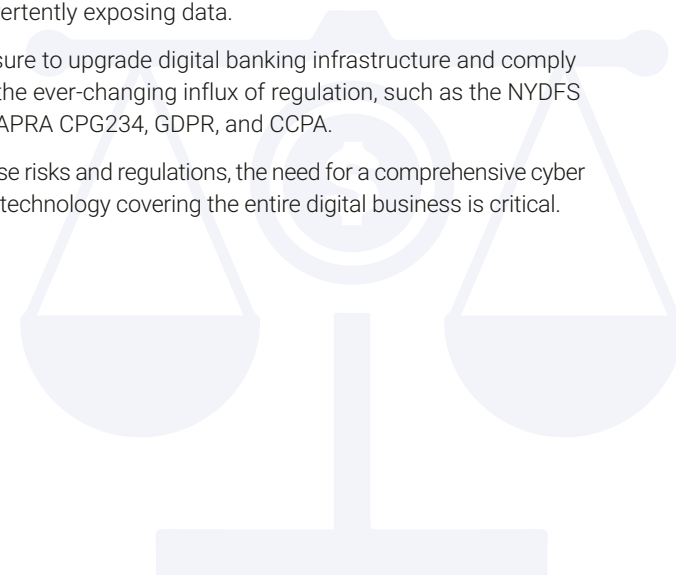 ertently exposing data.
sure to upgrade digital banking infrastructure and comply
the ever-changing influx of regulation, such as the NYDFS
APRA CPG234, GDPR, and CCPA.
se risks and regulations, the need for a comprehensive cyber
technology covering the entire digital business is critical.
$